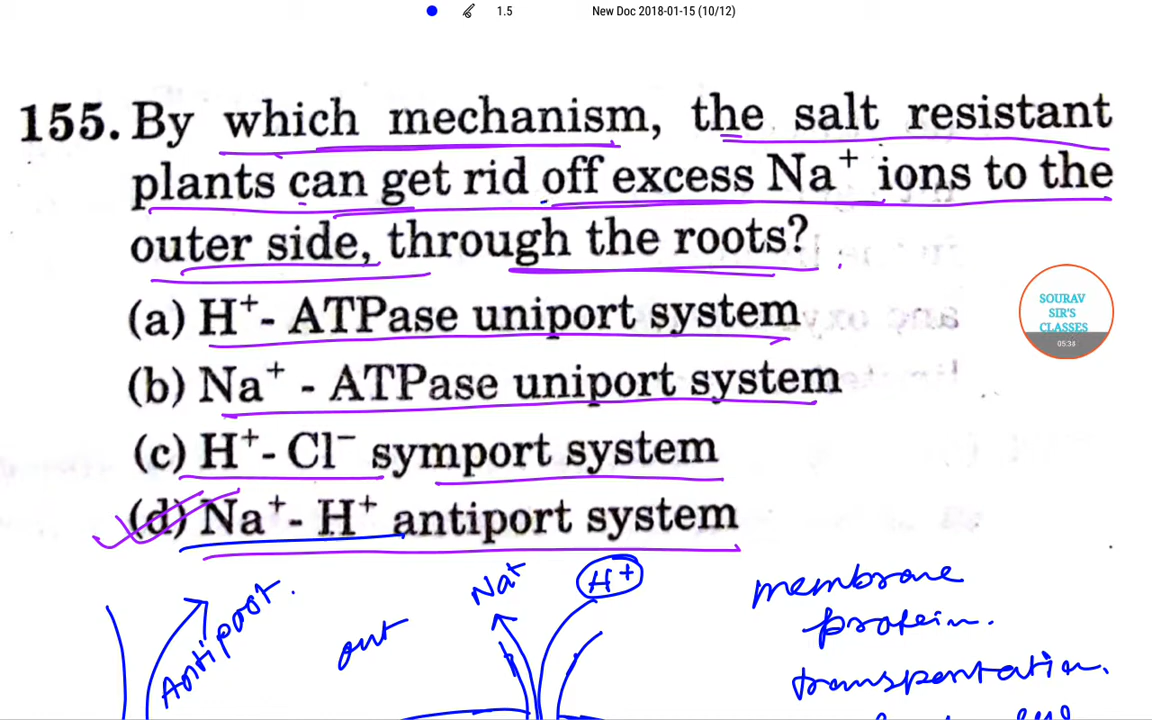 1.5 New Doc 2018-01-15 (10/12)
155. By which mechanism, the salt resistant
plants can get rid off excess Na⁺ ions to the
outer side, through the roots?
(a) H⁺- ATPase uniport system
(b) Na⁺ - ATPase uniport system
(c) H⁺- Cl⁻ symport system
(d) Na⁺- H⁺ antiport system
SOURAV
SIR'S
CLASSES
05:38
Antiport.
out
Na⁺
H⁺
membrane
protein.
transportation.